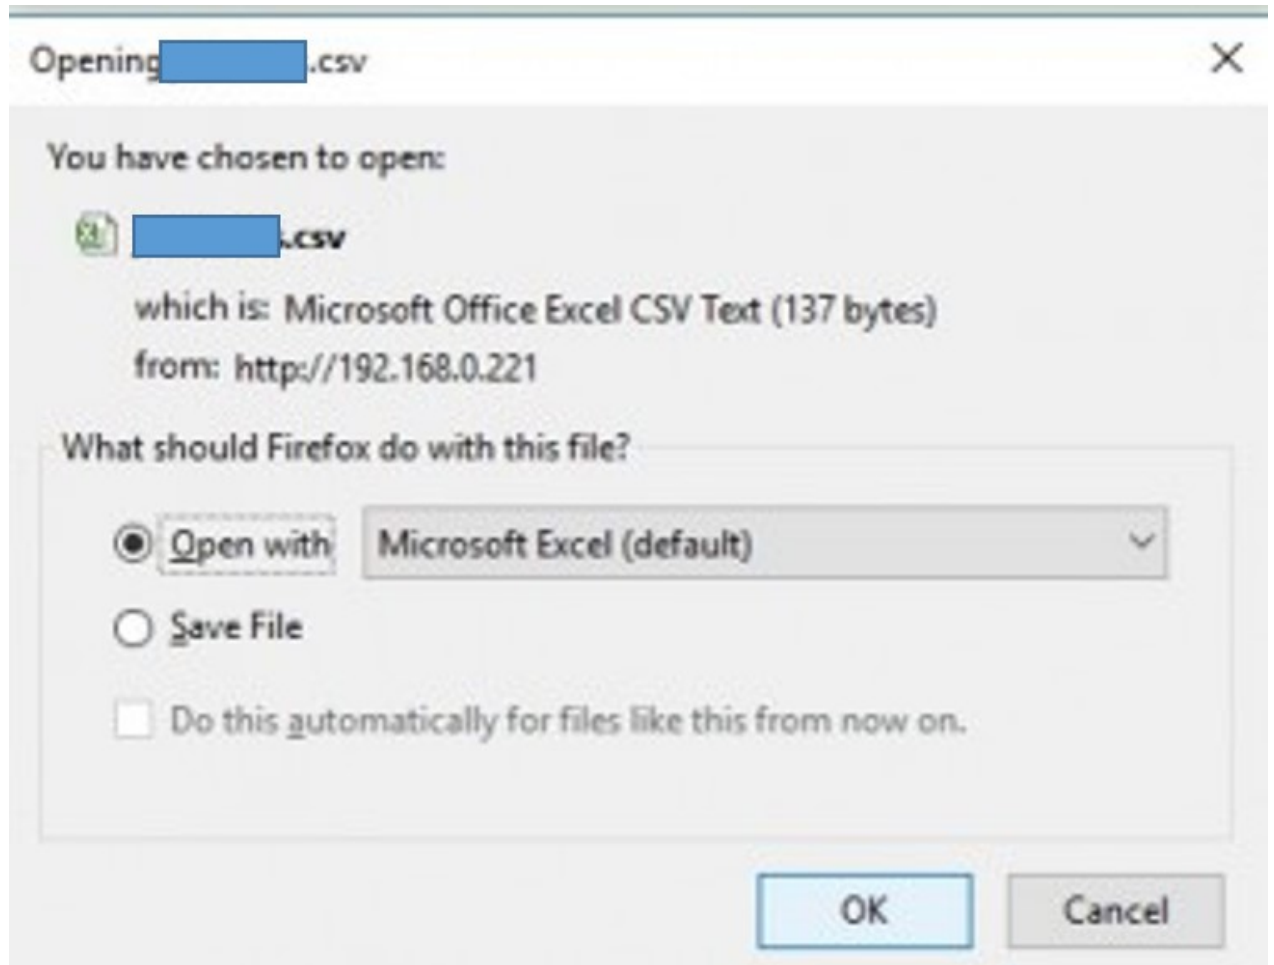 Opening .csv
You have chosen to open:
.csv
which is: Microsoft Office Excel CSV Text (137 bytes)
from: http://192.168.0.221
What should Firefox do with this file?
Open with Microsoft Excel (default)
Save File
Do this automatically for files like this from now on.
OK Cancel